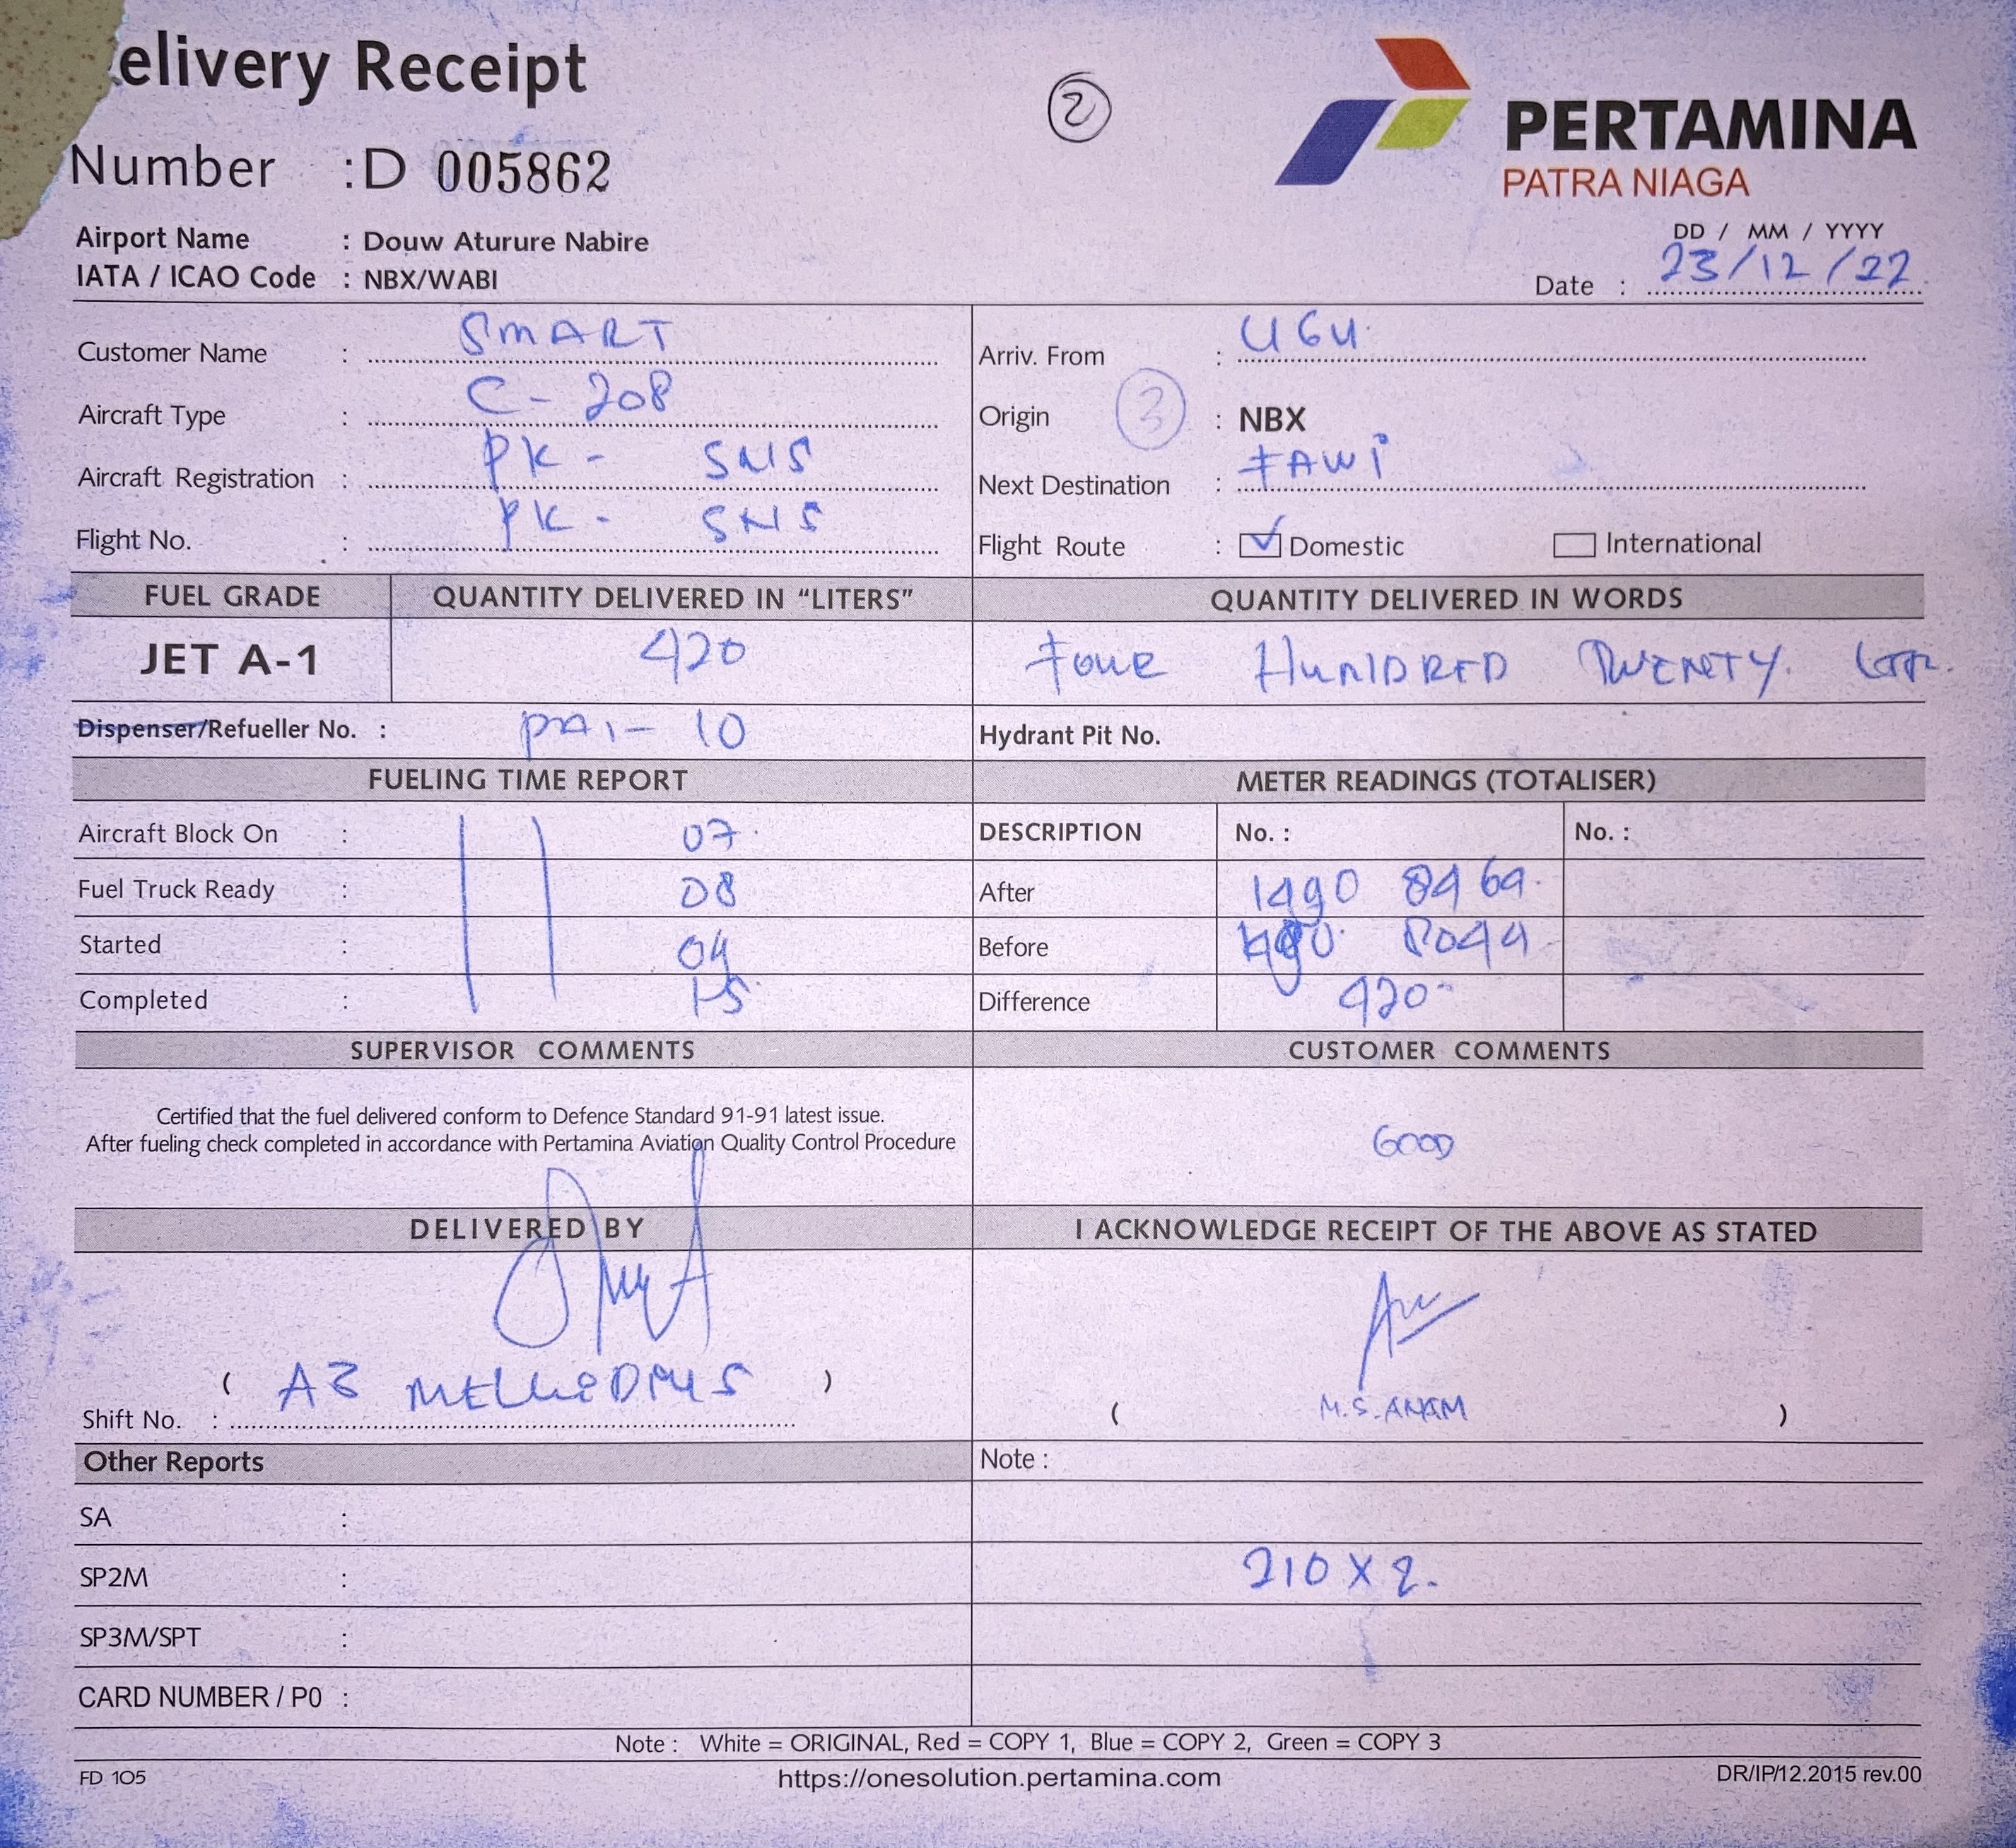 elivery Receipt
2
PERTAMINA
PATRA NIAGA
Number : D 005862
Airport Name : Douw Aturure Nabire
IATA / ICAO Code : NBX/WABI
DD / MM / YYYY
Date : 23/12/22
Customer Name : SMART
Arriv. From : UGU
Aircraft Type : C-208
Origin 3 : NBX
Aircraft Registration : PK- SNS
Next Destination : FAWi
Flight No. : PK- SNS
Flight Route : Domestic International
FUEL GRADE QUANTITY DELIVERED IN “LITERS” QUANTITY DELIVERED IN WORDS
JET A-1 420 FOUR HUNDRED TWENTY.
Dispenser/Refueller No. : PAI-10 Hydrant Pit No.
FUELING TIME REPORT METER READINGS (TOTALISER)
Aircraft Block On : 07 DESCRIPTION No. : No. :
Fuel Truck Ready : 08 After 1490 8464
Started : 09 Before 8044
Completed : 15 Difference 420
SUPERVISOR COMMENTS CUSTOMER COMMENTS
Certified that the fuel delivered conform to Defence Standard 91-91 latest issue.
After fueling check completed in accordance with Pertamina Aviation Quality Control Procedure
GOOD
DELIVERED BY I ACKNOWLEDGE RECEIPT OF THE ABOVE AS STATED
( )
Shift No. :
( M.S. ANAM )
Other Reports Note :
SA :
SP2M : 210 X 2.
SP3M/SPT :
CARD NUMBER / P0 :
Note : White = ORIGINAL, Red = COPY 1, Blue = COPY 2, Green = COPY 3
FD 105 https://onesolution.pertamina.com DR/IP/12.2015 rev.00